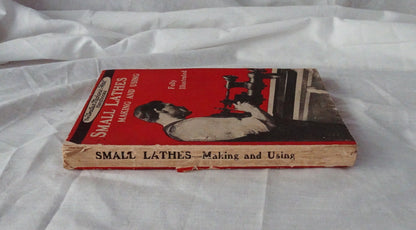 SMALL LATHES
MAKING AND USING
Fully
Illustrated
SMALL LATHES — Making and Using